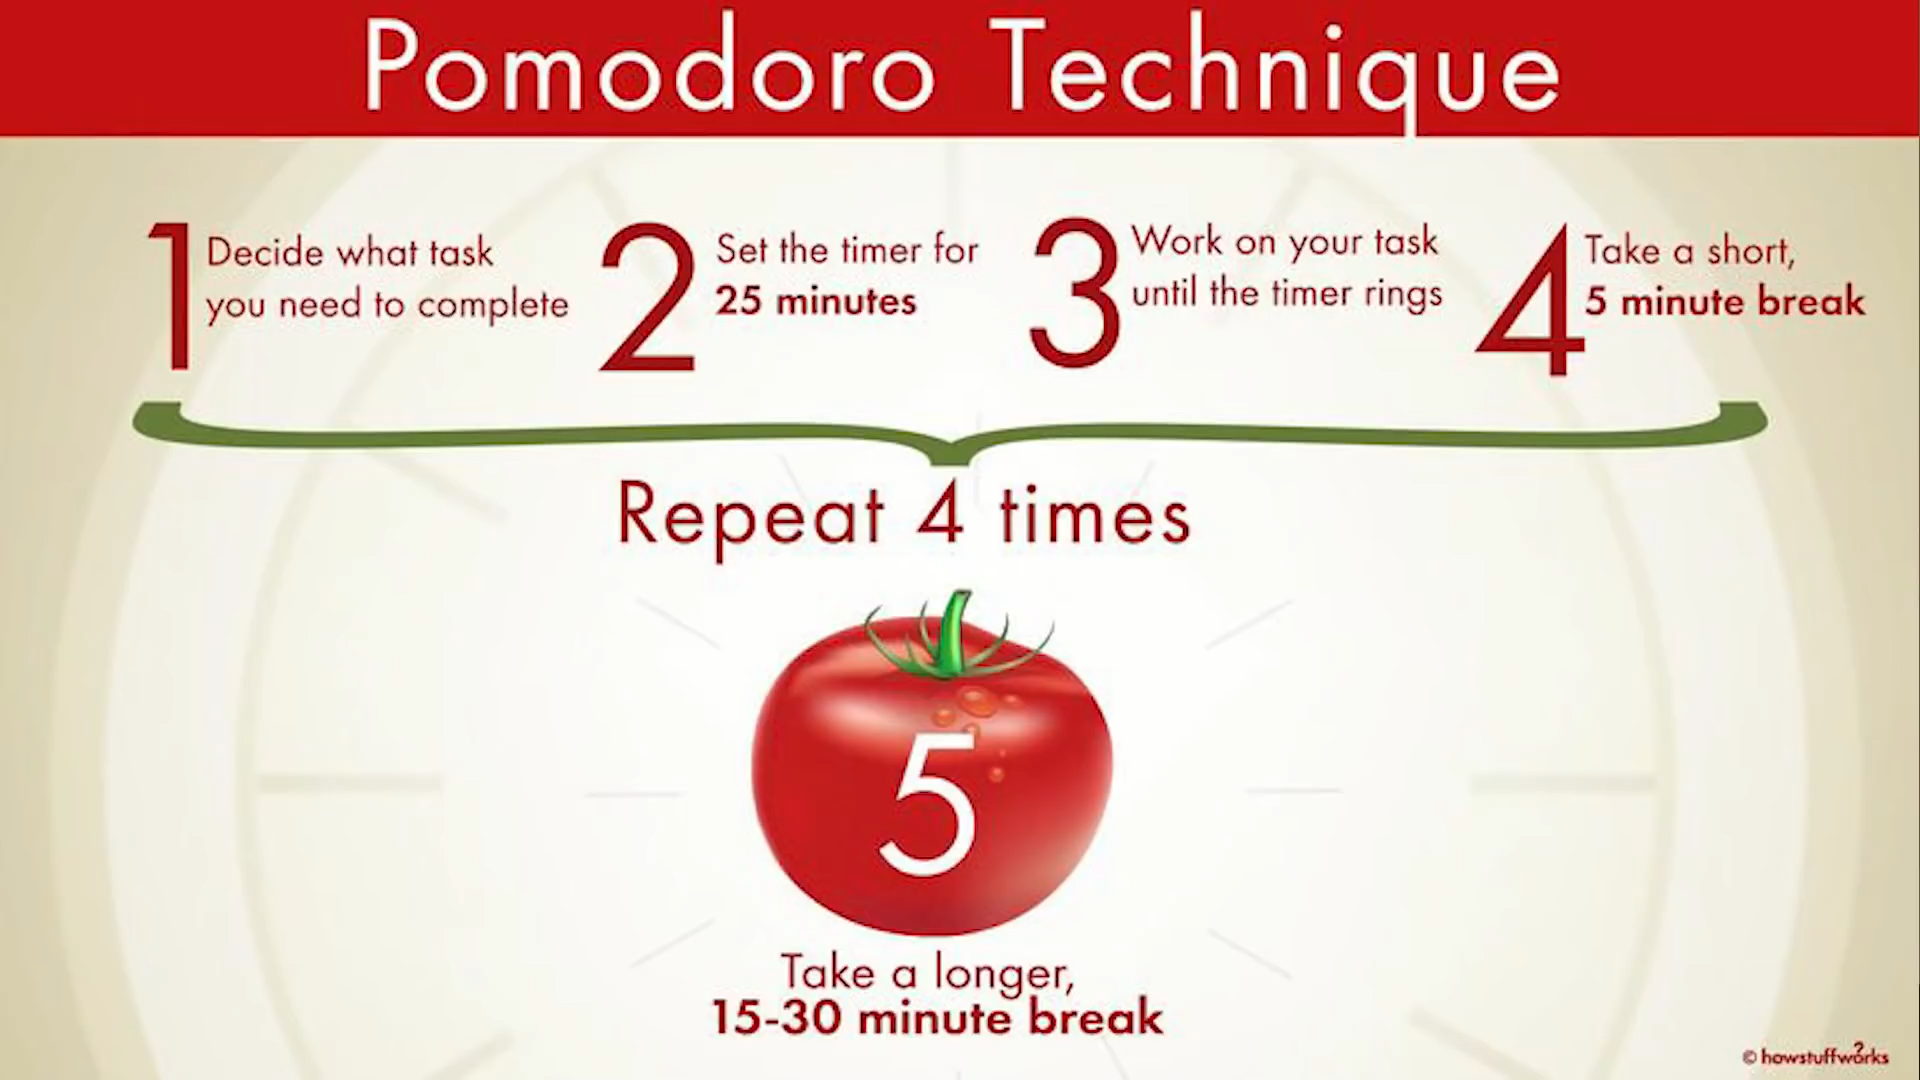 Pomodoro Technique
1
Decide what task
you need to complete
2
Set the timer for
25 minutes
3
Work on your task
until the timer rings
4
Take a short,
5 minute break
Repeat 4 times
5
Take a longer,
15-30 minute break
© howstuffworks